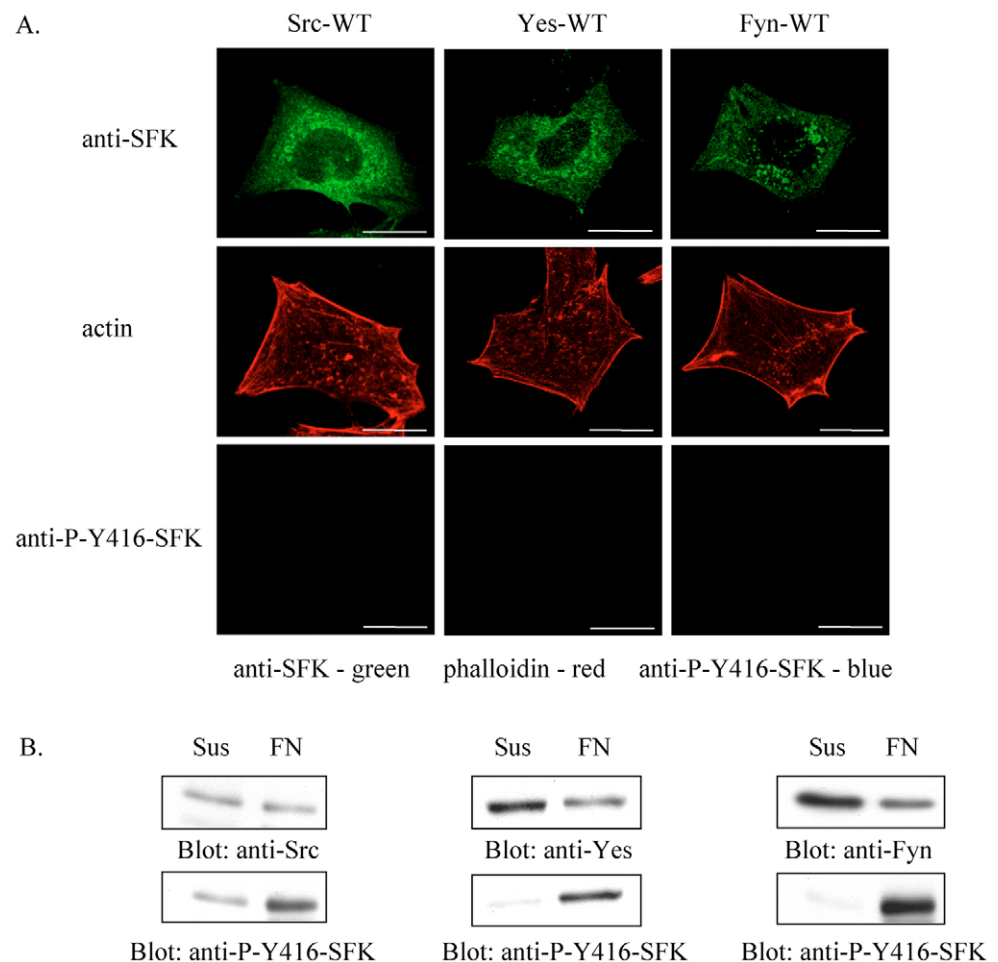 A.
Src-WT Yes-WT Fyn-WT
anti-SFK
actin
anti-P-Y416-SFK
anti-SFK - green phalloidin - red anti-P-Y416-SFK - blue
B.
Sus FN Sus FN Sus FN
Blot: anti-Src Blot: anti-Yes Blot: anti-Fyn
Blot: anti-P-Y416-SFK Blot: anti-P-Y416-SFK Blot: anti-P-Y416-SFK